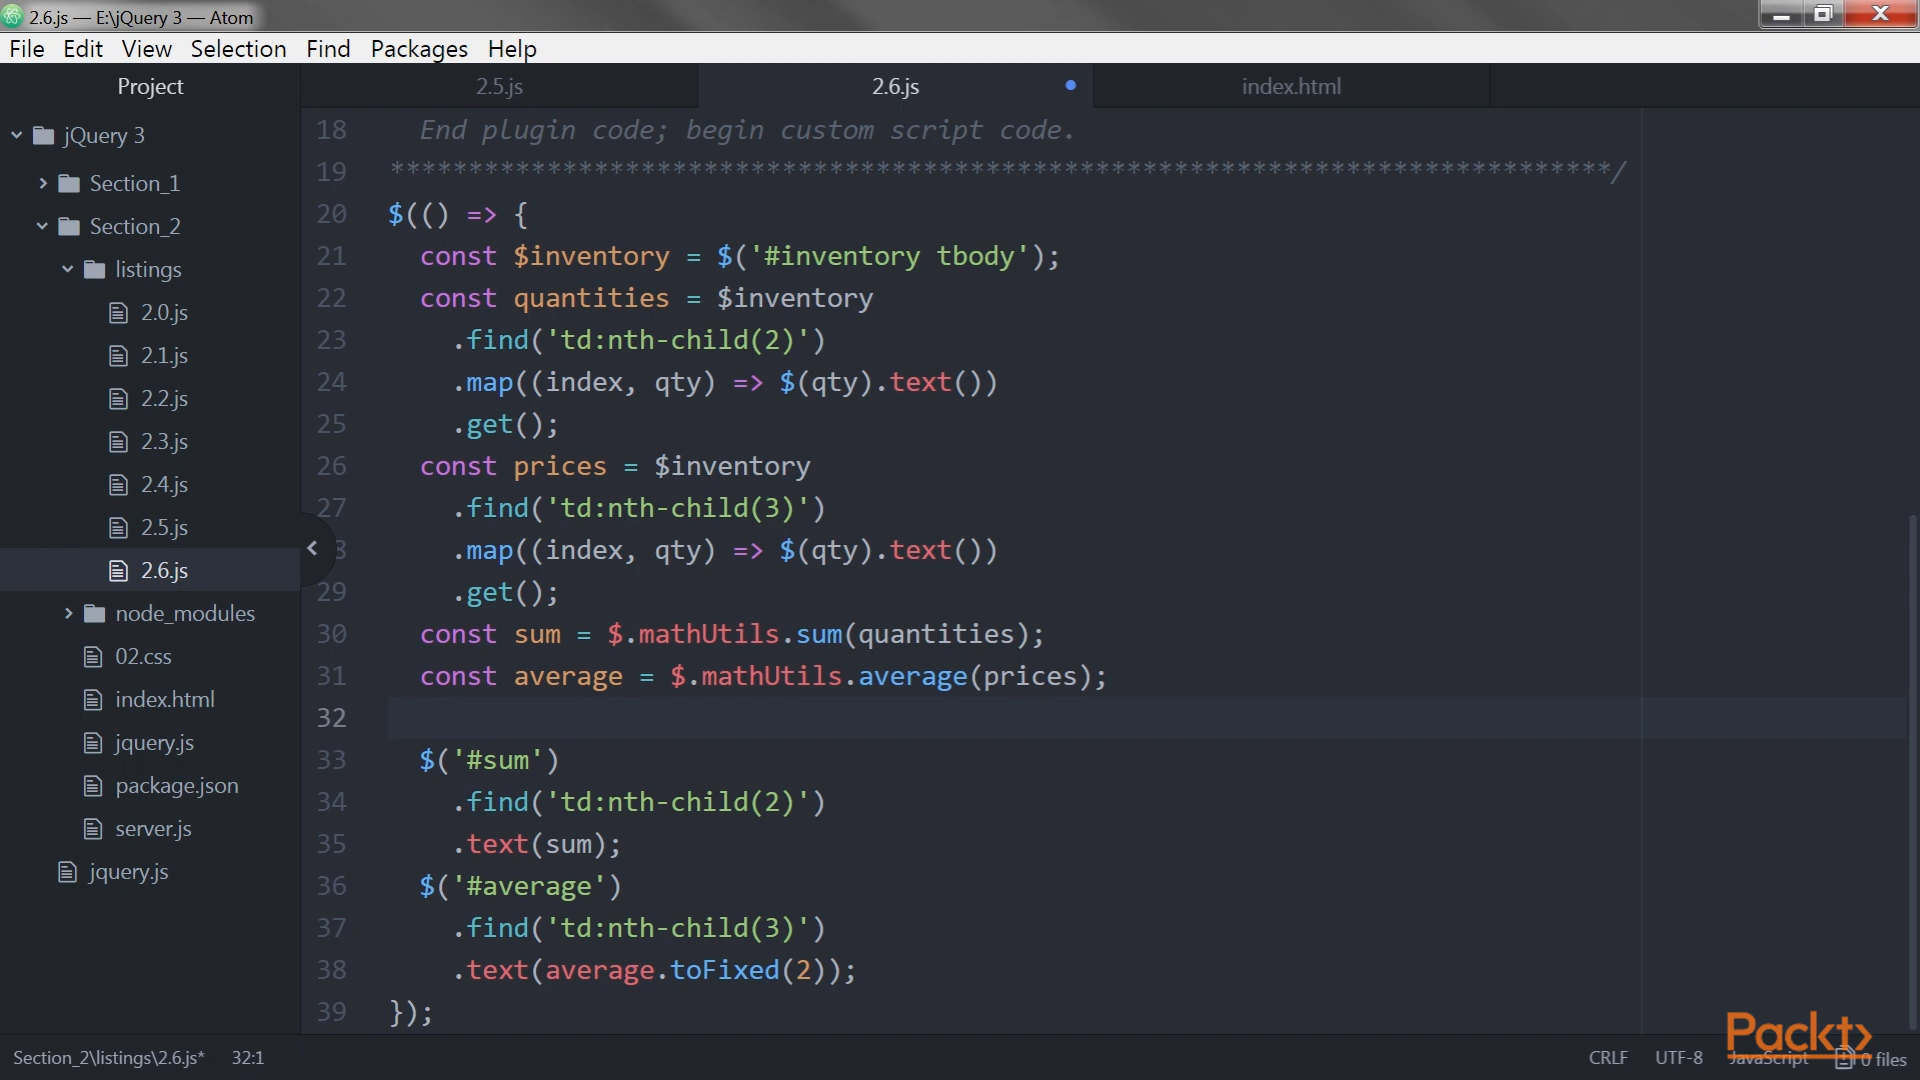 2.6.js — E:\jQuery 3 — Atom
File Edit View Selection Find Packages Help
Project
2.5.js
2.6.js
index.html
jQuery 3
Section_1
Section_2
listings
2.0.js
2.1.js
2.2.js
2.3.js
2.4.js
2.5.js
2.6.js
node_modules
02.css
index.html
jquery.js
package.json
server.js
jquery.js
18 End plugin code; begin custom script code.
19 ******************************************************************************/
20 $(() => {
21 const $inventory = $('#inventory tbody');
22 const quantities = $inventory
23 .find('td:nth-child(2)')
24 .map((index, qty) => $(qty).text())
25 .get();
26 const prices = $inventory
27 .find('td:nth-child(3)')
8 .map((index, qty) => $(qty).text())
29 .get();
30 const sum = $.mathUtils.sum(quantities);
31 const average = $.mathUtils.average(prices);
32
33 $('#sum')
34 .find('td:nth-child(2)')
35 .text(sum);
36 $('#average')
37 .find('td:nth-child(3)')
38 .text(average.toFixed(2));
39 });
Section_2\listings\2.6.js* 32:1
CRLF UTF-8 JavaScript 0 files
Packt>